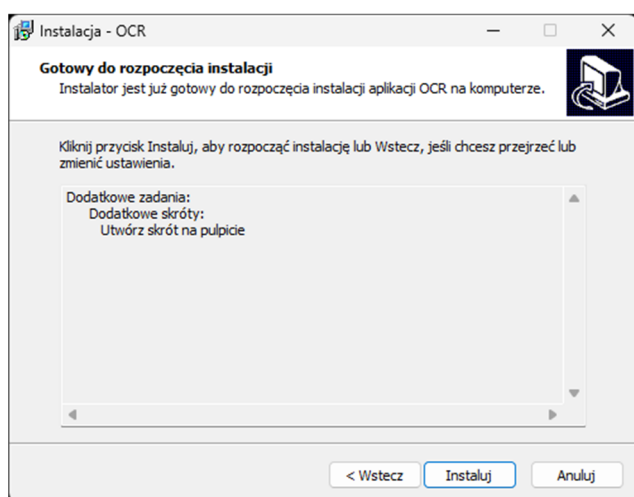 Instalacja - OCR
Gotowy do rozpoczęcia instalacji
Instalator jest już gotowy do rozpoczęcia instalacji aplikacji OCR na komputerze.
Kliknij przycisk Instaluj, aby rozpocząć instalację lub Wstecz, jeśli chcesz przejrzeć lub
zmienić ustawienia.
Dodatkowe zadania:
Dodatkowe skróty:
Utwórz skrót na pulpicie
< Wstecz Instaluj Anuluj